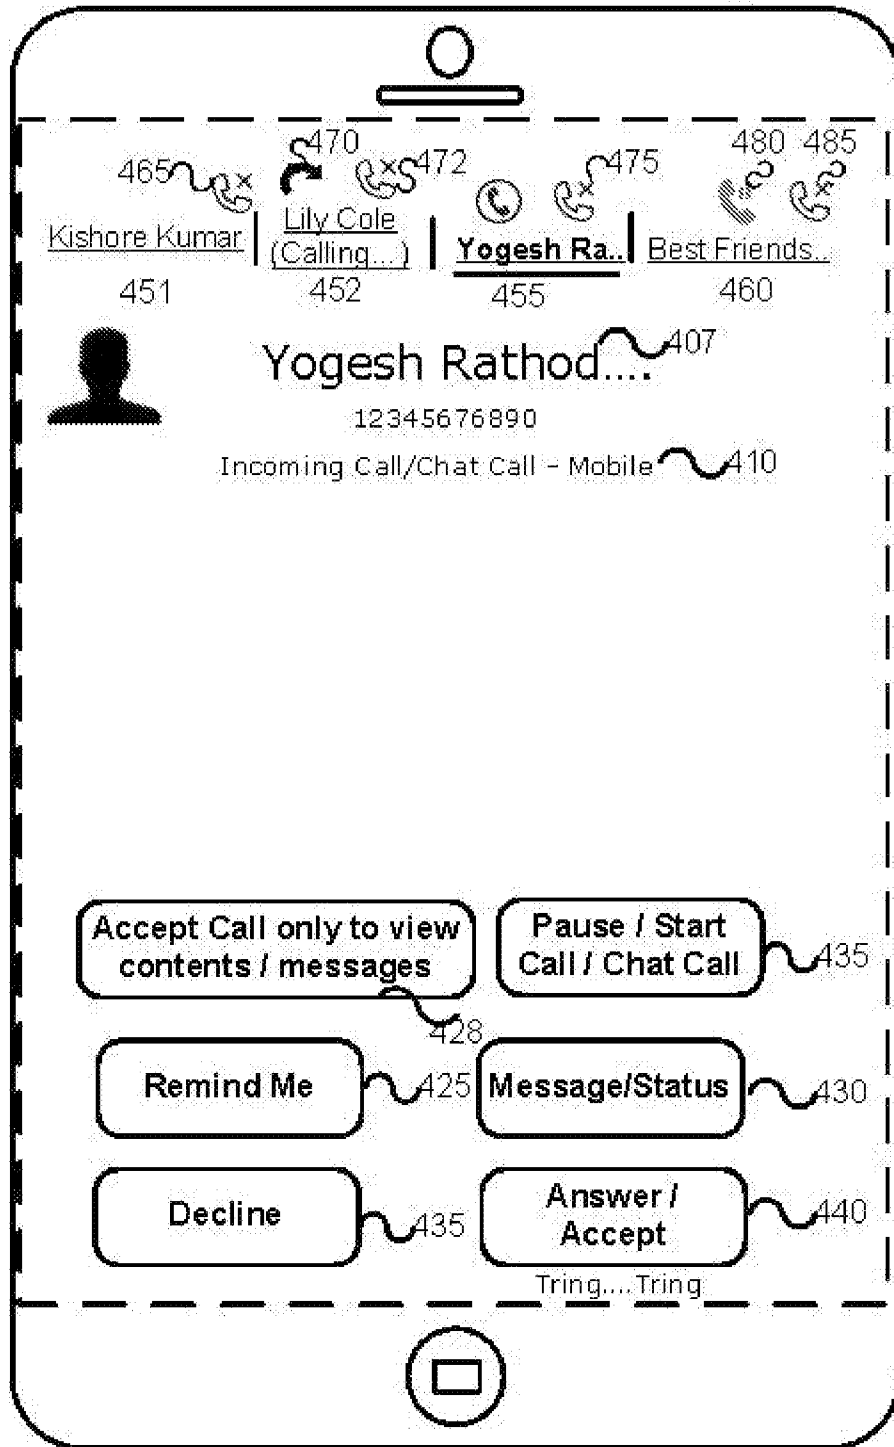 470 480 485
465 472 475
Kishore Kumar Lily Cole (Calling...) Yogesh Ra.. Best Friends..
451 452 455 460
Yogesh Rathod.... 407
12345676890
Incoming Call/Chat Call - Mobile 410
Accept Call only to view contents / messages
428
Pause / Start Call / Chat Call
435
Remind Me 425 Message/Status 430
Decline 435 Answer / Accept 440
Tring....Tring